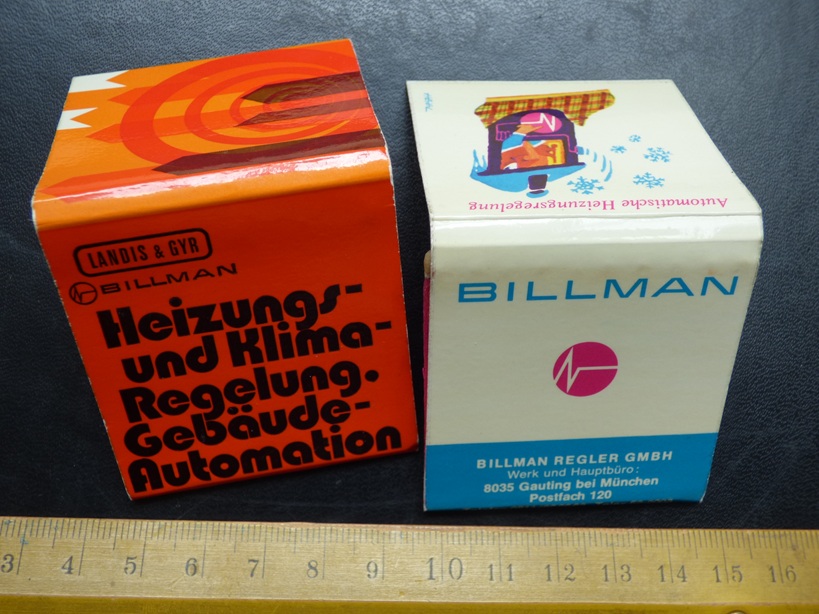 LANDIS & GYR
BILLMAN
Heizungs-
und Klima-
Regelung.
Gebäude-
Automation
Automatische Heizungsregelung
BILLMAN
BILLMAN REGLER GMBH
Werk und Hauptbüro:
8035 Gauting bei München
Postfach 120
3 4 5 6 7 8 9 10 11 12 13 14 15 16